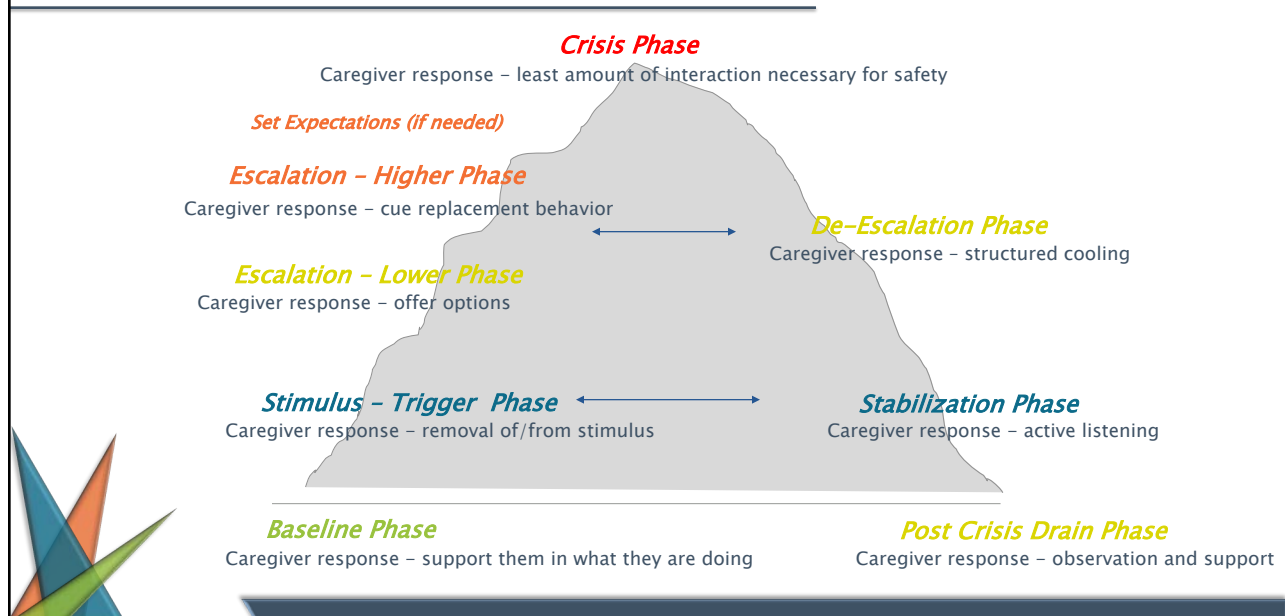 Crisis Phase
Caregiver response – least amount of interaction necessary for safety
Set Expectations (if needed)
Escalation – Higher Phase
Caregiver response – cue replacement behavior
De-Escalation Phase
Caregiver response – structured cooling
Escalation – Lower Phase
Caregiver response – offer options
Stimulus – Trigger Phase
Caregiver response – removal of/from stimulus
Stabilization Phase
Caregiver response – active listening
Baseline Phase
Caregiver response – support them in what they are doing
Post Crisis Drain Phase
Caregiver response – observation and support